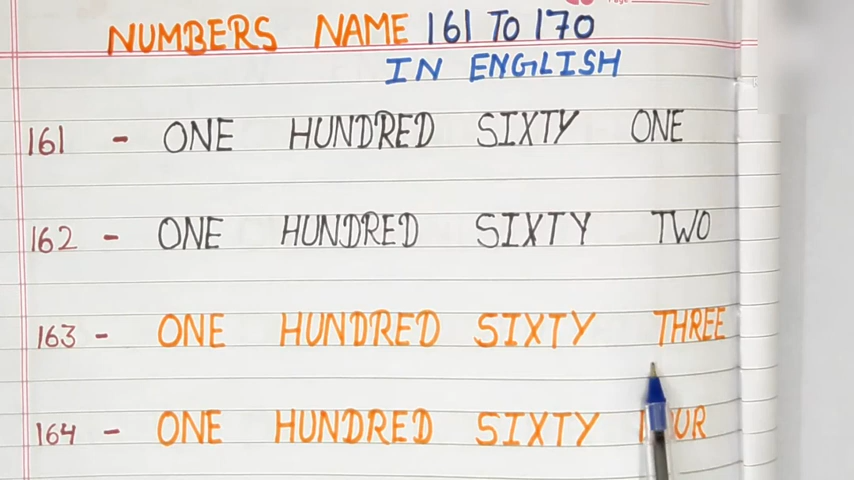 NUMBERS NAME 161 TO 170
IN ENGLISH
161 - ONE HUNDRED SIXTY ONE
162 - ONE HUNDRED SIXTY TWO
163 - ONE HUNDRED SIXTY THREE
164 - ONE HUNDRED SIXTY